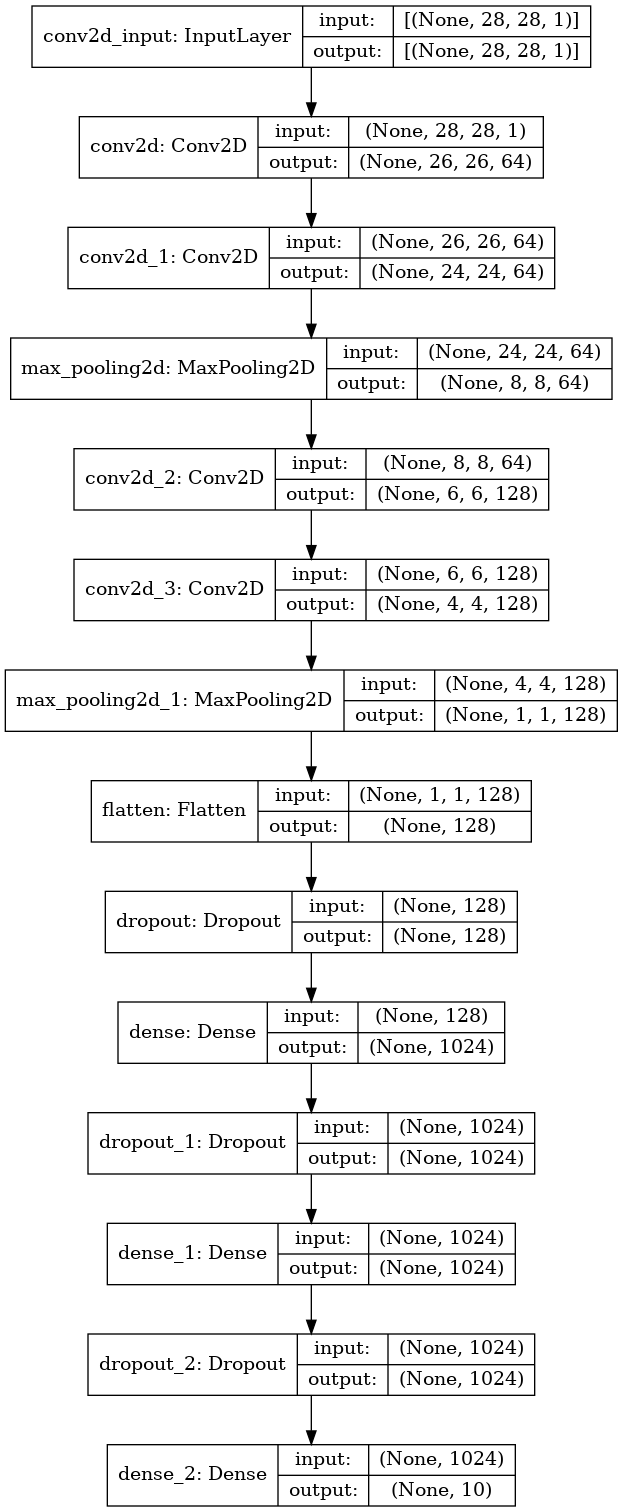 conv2d_input: InputLayer
input: [(None, 28, 28, 1)]
output: [(None, 28, 28, 1)]
conv2d: Conv2D
input: (None, 28, 28, 1)
output: (None, 26, 26, 64)
conv2d_1: Conv2D
input: (None, 26, 26, 64)
output: (None, 24, 24, 64)
max_pooling2d: MaxPooling2D
input: (None, 24, 24, 64)
output: (None, 8, 8, 64)
conv2d_2: Conv2D
input: (None, 8, 8, 64)
output: (None, 6, 6, 128)
conv2d_3: Conv2D
input: (None, 6, 6, 128)
output: (None, 4, 4, 128)
max_pooling2d_1: MaxPooling2D
input: (None, 4, 4, 128)
output: (None, 1, 1, 128)
flatten: Flatten
input: (None, 1, 1, 128)
output: (None, 128)
dropout: Dropout
input: (None, 128)
output: (None, 128)
dense: Dense
input: (None, 128)
output: (None, 1024)
dropout_1: Dropout
input: (None, 1024)
output: (None, 1024)
dense_1: Dense
input: (None, 1024)
output: (None, 1024)
dropout_2: Dropout
input: (None, 1024)
output: (None, 1024)
dense_2: Dense
input: (None, 1024)
output: (None, 10)